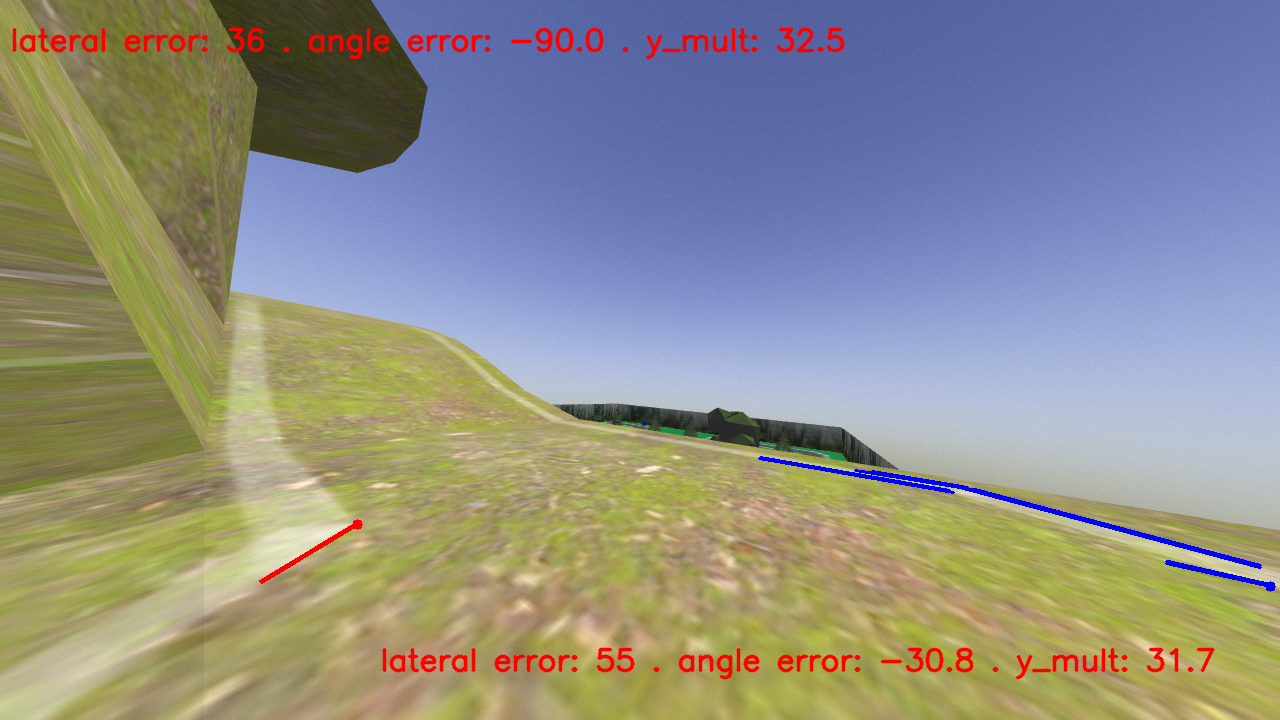 lateral error: 36 . angle error: −90.0 . y_mult: 32.5
lateral error: 55 . angle error: −30.8 . y_mult: 31.7